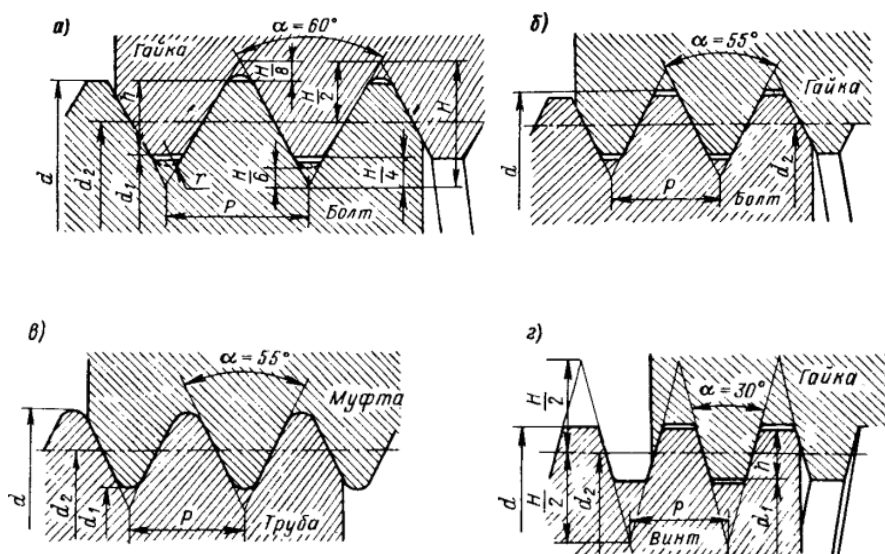 а)
α = 60°
Гайка
H/8
H/2
H
h
d
d₂
d₁
r
H/6
H/4
P
Болт
б)
α = 55°
Гайка
d
d₂
P
Болт
в)
α = 55°
Муфта
d
d₂
d₁
P
Труба
г)
H/2
α = 30°
Гайка
d
H/2
d₂
P
h
d₁
Винт